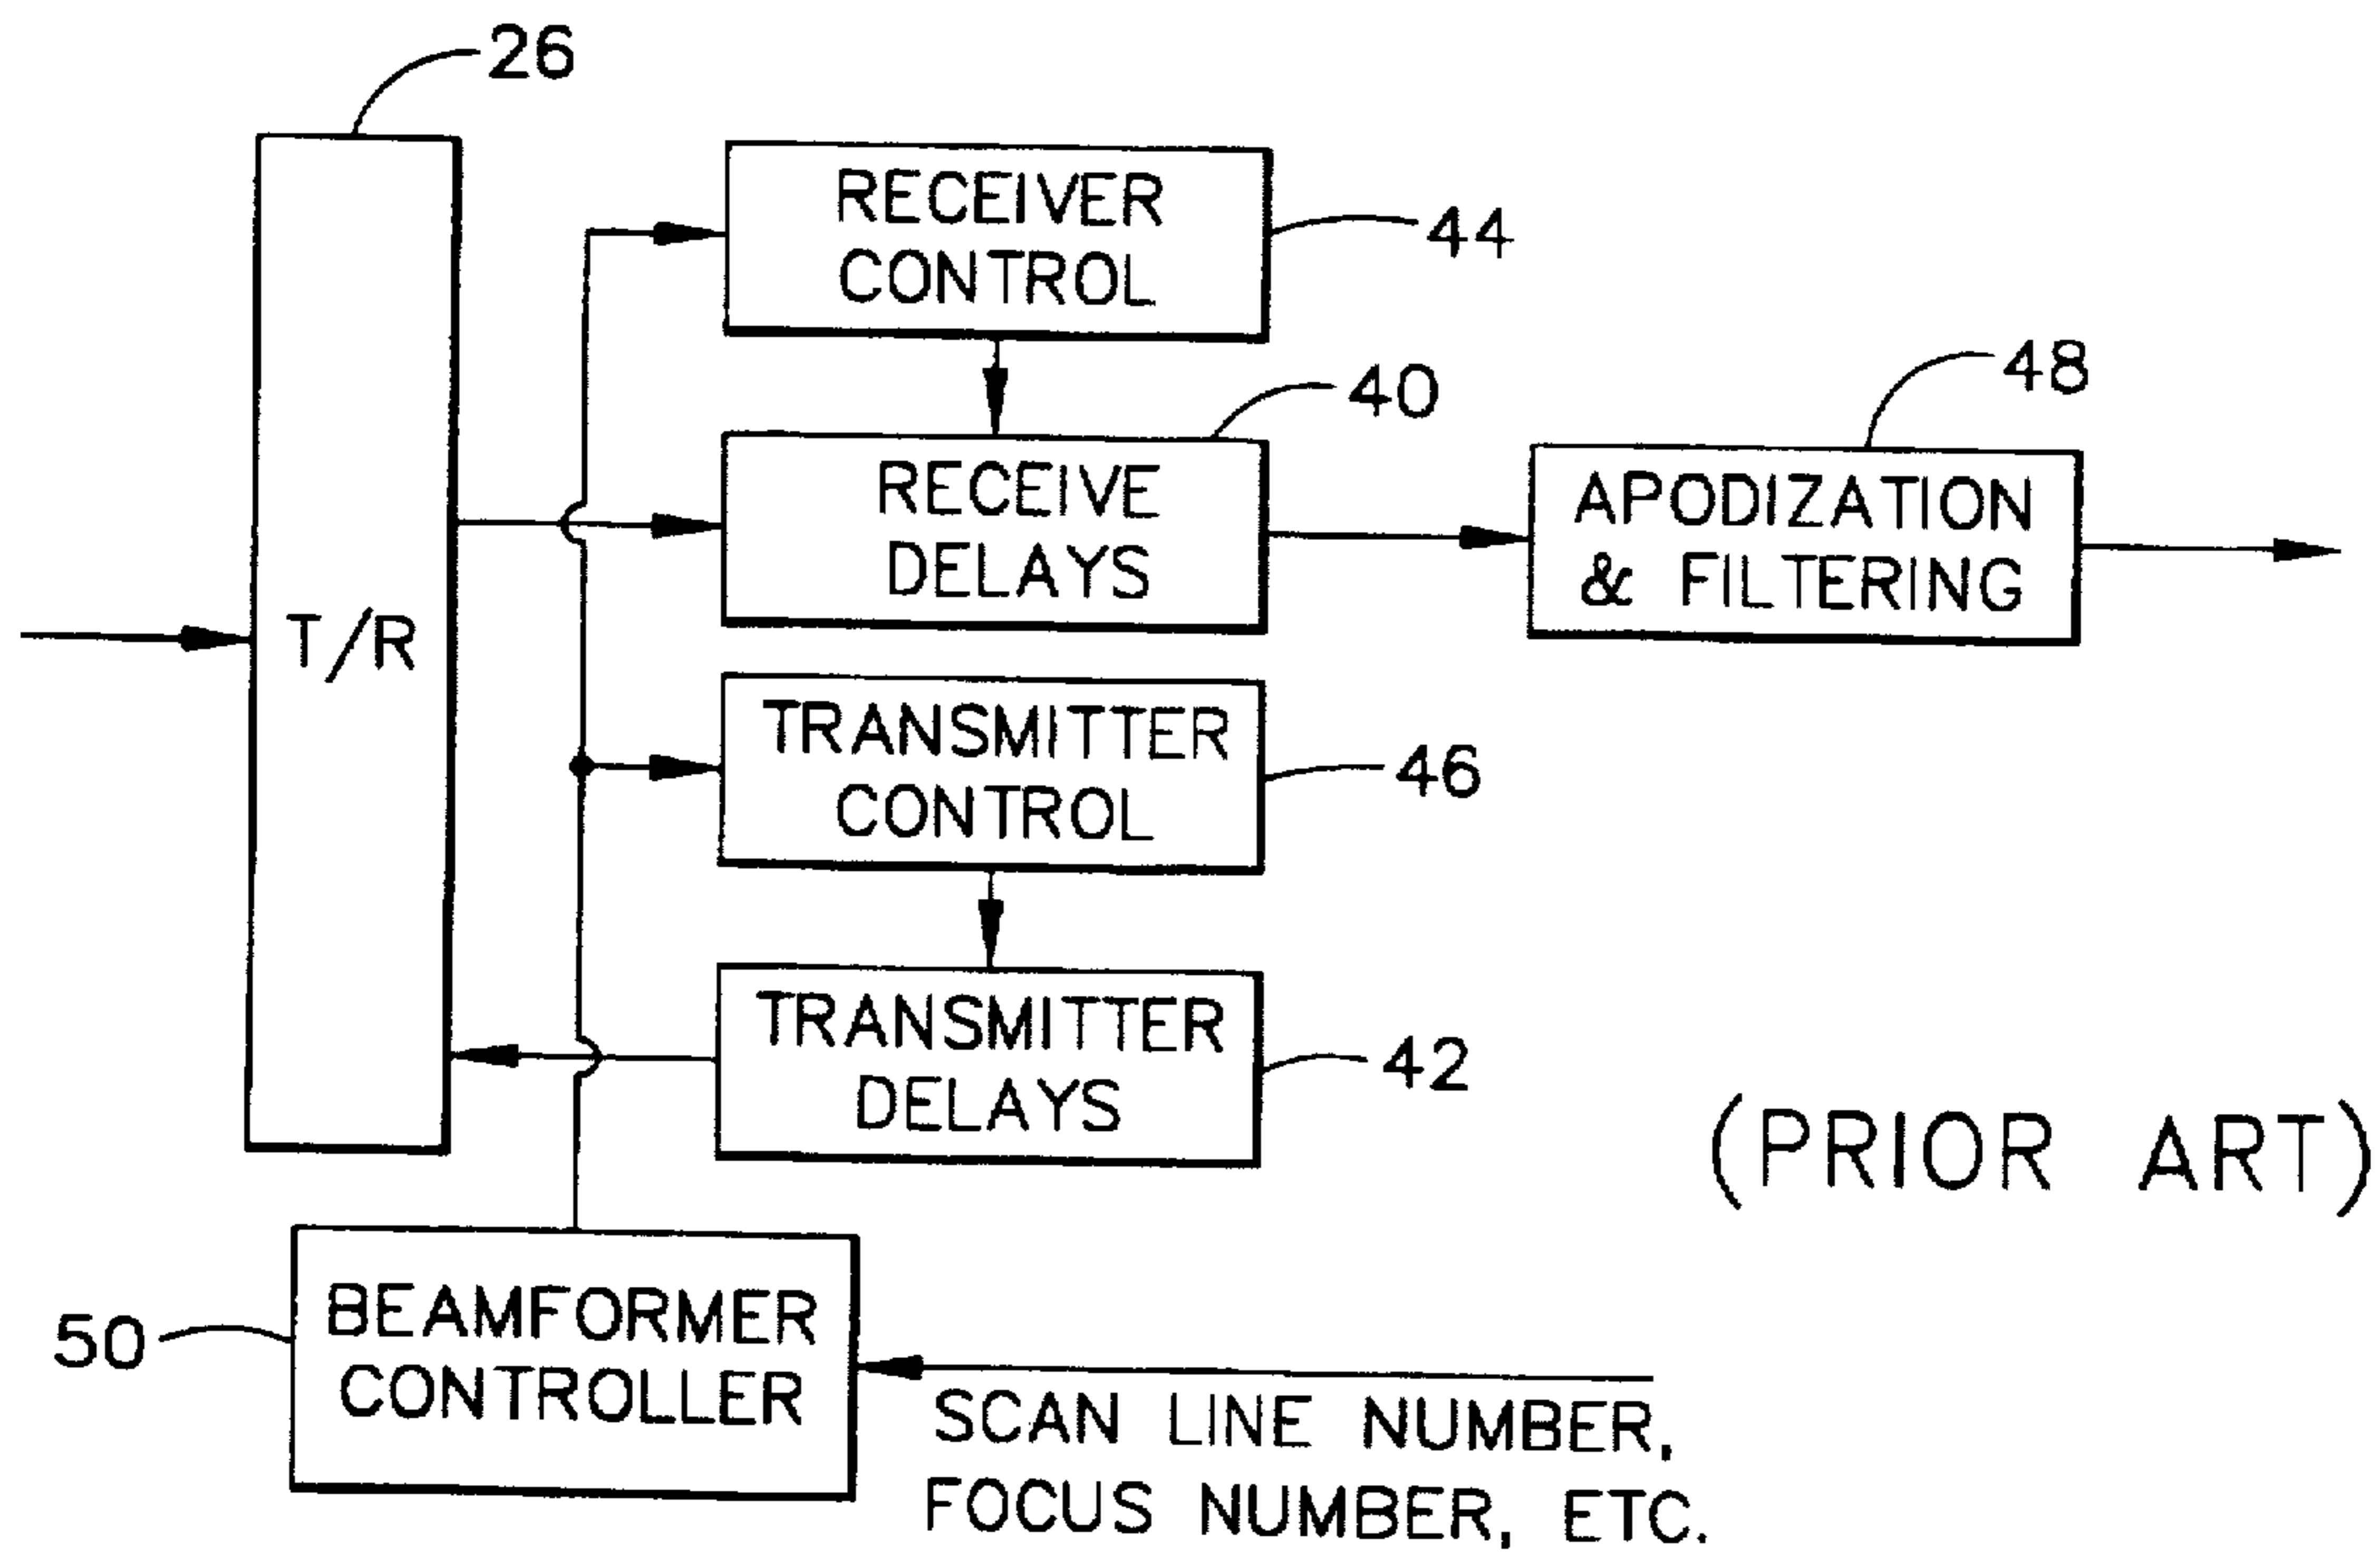 26
RECEIVER
CONTROL
44
40
48
RECEIVE
DELAYS
APODIZATION
& FILTERING
T/R
TRANSMITTER
CONTROL
46
TRANSMITTER
DELAYS
42
(PRIOR ART)
50
BEAMFORMER
CONTROLLER
SCAN LINE NUMBER,
FOCUS NUMBER, ETC.